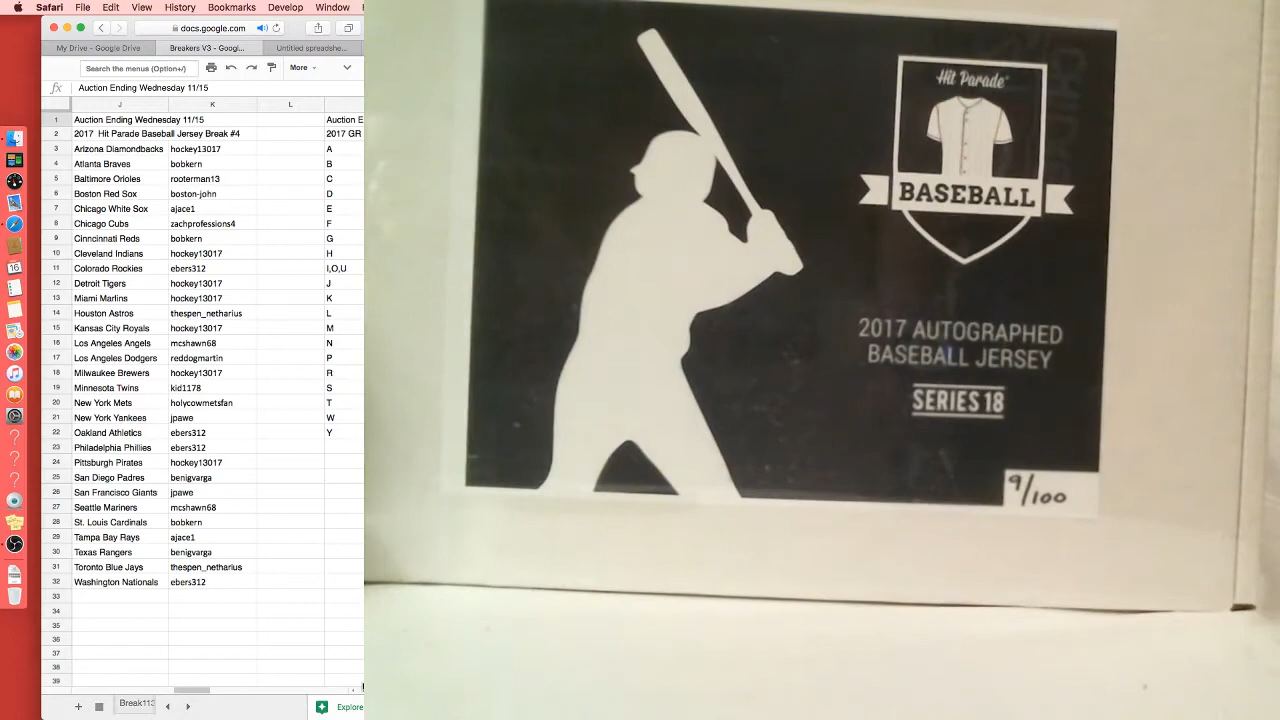 Safari File Edit View History Bookmarks Develop Window
docs.google.com
My Drive - Google Drive Breakers V3 - Googl... Untitled spreadshe...
Search the menus (Option+/) More
fx Auction Ending Wednesday 11/15
J K L
1 Auction Ending Wednesday 11/15 Auction E
2 2017 Hit Parade Baseball Jersey Break #4 2017 GR
3 Arizona Diamondbacks hockey13017 A
4 Atlanta Braves bobkern B
5 Baltimore Orioles rooterman13 C
6 Boston Red Sox boston-john D
7 Chicago White Sox ajace1 E
8 Chicago Cubs zachprofessions4 F
9 Cinncinnati Reds bobkern G
10 Cleveland Indians hockey13017 H
11 Colorado Rockies ebers312 I,O,U
12 Detroit Tigers hockey13017 J
13 Miami Marlins hockey13017 K
14 Houston Astros thespen_netharius L
15 Kansas City Royals hockey13017 M
16 Los Angeles Angels mcshawn68 N
17 Los Angeles Dodgers reddogmartin P
18 Milwaukee Brewers hockey13017 R
19 Minnesota Twins kid1178 S
20 New York Mets holycowmetsfan T
21 New York Yankees jpawe W
22 Oakland Athletics ebers312 Y
23 Philadelphia Phillies ebers312
24 Pittsburgh Pirates hockey13017
25 San Diego Padres benigvarga
26 San Francisco Giants jpawe
27 Seattle Mariners mcshawn68
28 St. Louis Cardinals bobkern
29 Tampa Bay Rays ajace1
30 Texas Rangers benigvarga
31 Toronto Blue Jays thespen_netharius
32 Washington Nationals ebers312
33
34
35
36
37
38
39
Break113
Explore
16
Hit Parade
BASEBALL
2017 AUTOGRAPHED
BASEBALL JERSEY
SERIES 18
9/100